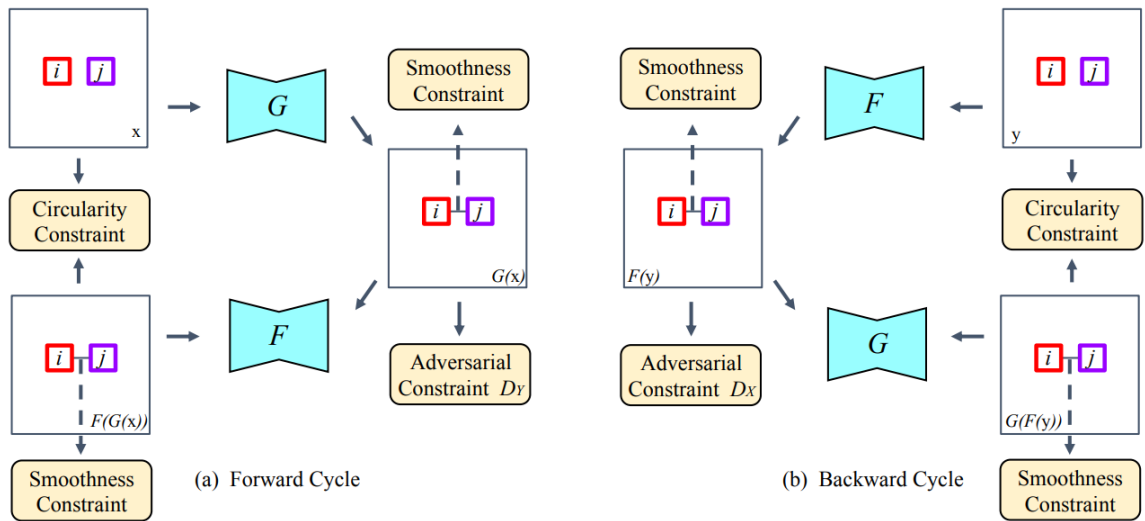 i j
x
G
Smoothness
Constraint
Circularity
Constraint
i j
G(x)
i j
F(G(x))
F
Adversarial
Constraint DY
Smoothness
Constraint
(a) Forward Cycle
Smoothness
Constraint
F
i j
y
i j
F(y)
Circularity
Constraint
Adversarial
Constraint DX
G
i j
G(F(y))
Smoothness
Constraint
(b) Backward Cycle